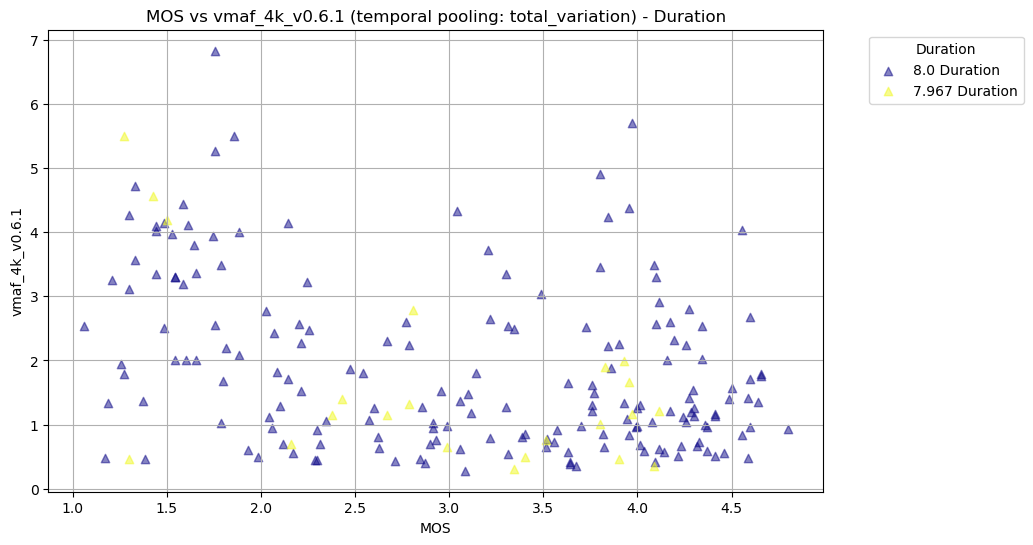 MOS vs vmaf_4k_v0.6.1 (temporal pooling: total_variation) - Duration
Duration
8.0 Duration
7.967 Duration
vmaf_4k_v0.6.1
7
6
5
4
3
2
1
0
1.0 1.5 2.0 2.5 3.0 3.5 4.0 4.5
MOS